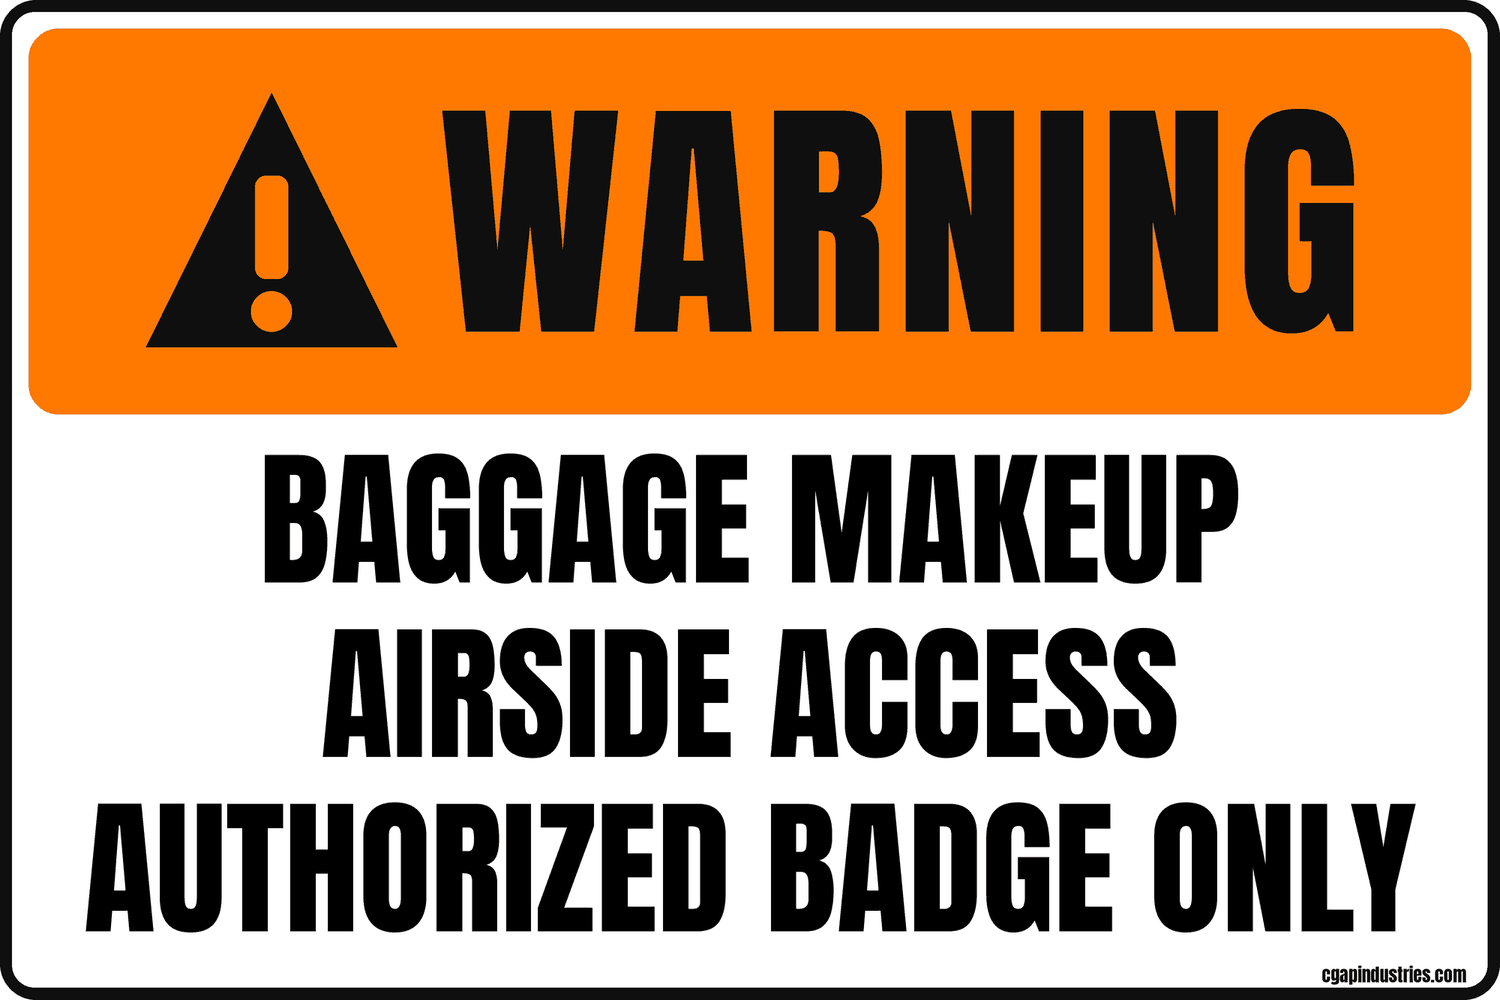 WARNING
BAGGAGE MAKEUP
AIRSIDE ACCESS
AUTHORIZED BADGE ONLY
cgapindustries.com